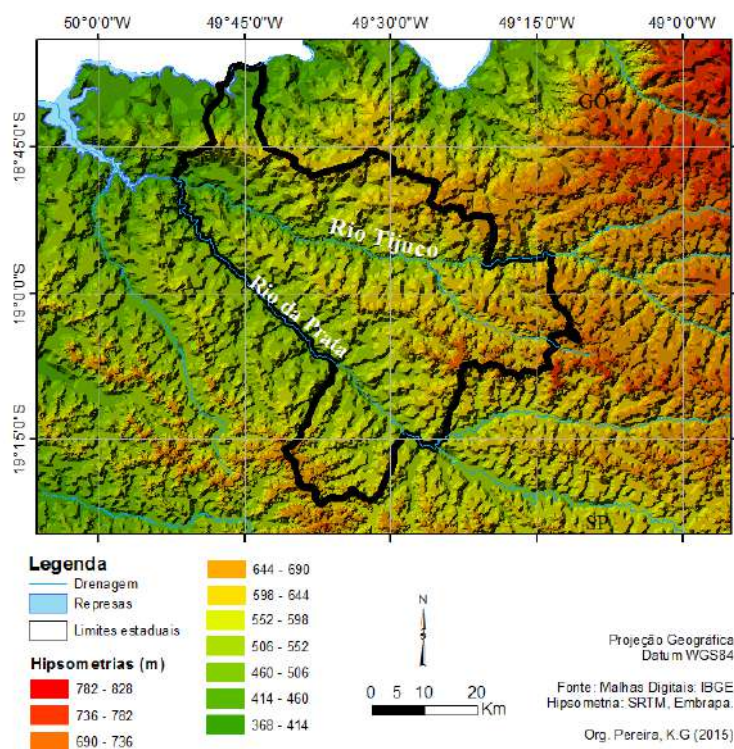 50°0'0"W 49°45'0"W 49°30'0"W 49°15'0"W 49°0'0"W
GO
18°45'0"S
Rio Tijuco
19°0'0"S
Rio da Prata
19°15'0"S
SP
Legenda
Drenagem
Represas
Limites estaduais
Hipsometrias (m)
782 - 828
736 - 782
690 - 736
644 - 690
598 - 644
552 - 598
506 - 552
460 - 506
414 - 460
368 - 414
N
0 5 10 20
Km
Projeção Geográfica
Datum WGS84
Fonte: Malhas Digitais: IBGE
Hipsometria: SRTM, Embrapa.
Org. Pereira, K.G (2015)